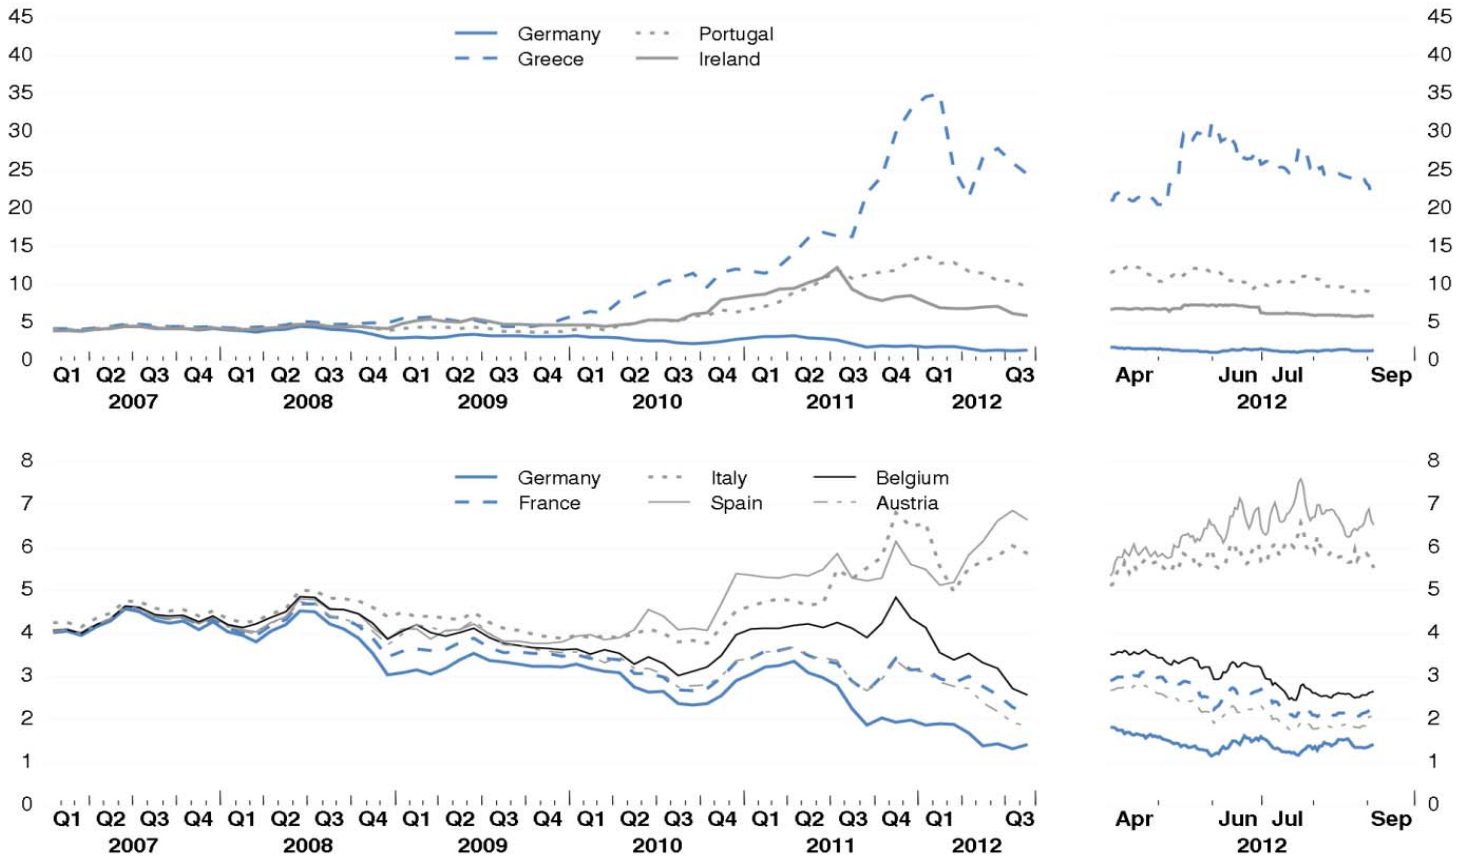 45 45
Germany Portugal
40 Greece Ireland 40
35 35
30 30
25 25
20 20
15 15
10 10
5 5
0 0
Q1 Q2 Q3 Q4 Q1 Q2 Q3 Q4 Q1 Q2 Q3 Q4 Q1 Q2 Q3 Q4 Q1 Q2 Q3 Q4 Q1 Q3 Apr Jun Jul Sep
2007 2008 2009 2010 2011 2012 2012
8 8
Germany Italy Belgium
7 France Spain Austria 7
6 6
5 5
4 4
3 3
2 2
1 1
0 0
Q1 Q2 Q3 Q4 Q1 Q2 Q3 Q4 Q1 Q2 Q3 Q4 Q1 Q2 Q3 Q4 Q1 Q2 Q3 Q4 Q1 Q3 Apr Jun Jul Sep
2007 2008 2009 2010 2011 2012 2012